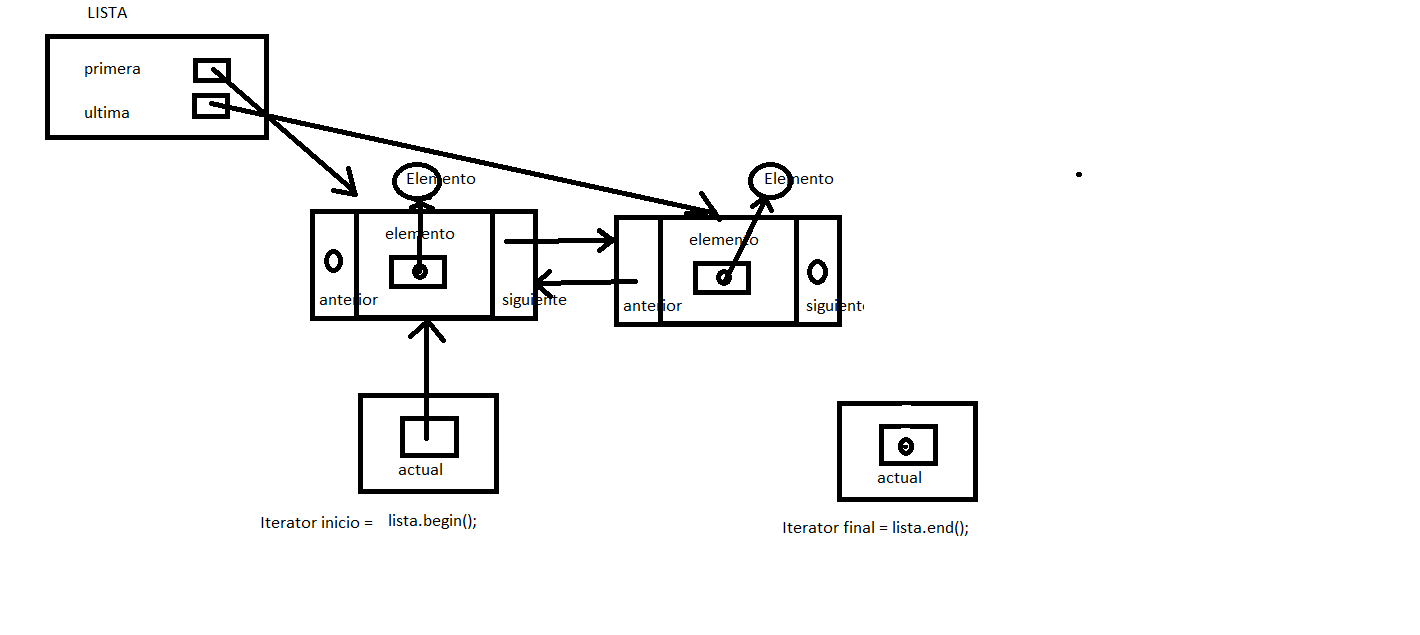 LISTA
primera
ultima
Elemento
Elemento
elemento
elemento
anterior
siguiente
anterior
siguient
actual
actual
Iterator inicio = lista.begin();
Iterator final = lista.end();